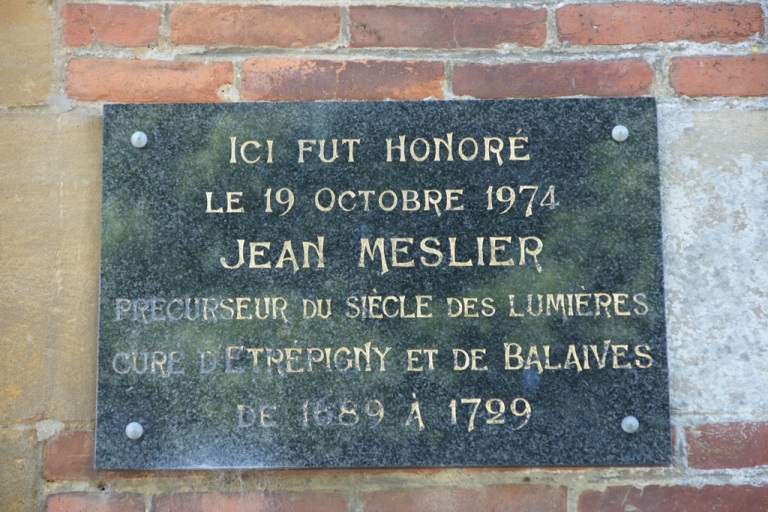 ICI FUT HONORÉ
LE 19 OCTOBRE 1974
JEAN MESLIER
PRECURSEUR DU SIÈCLE DES LUMIÈRES
CURE D'ETRÉPIGNY ET DE BALAIVES
DE 1689 À 1729